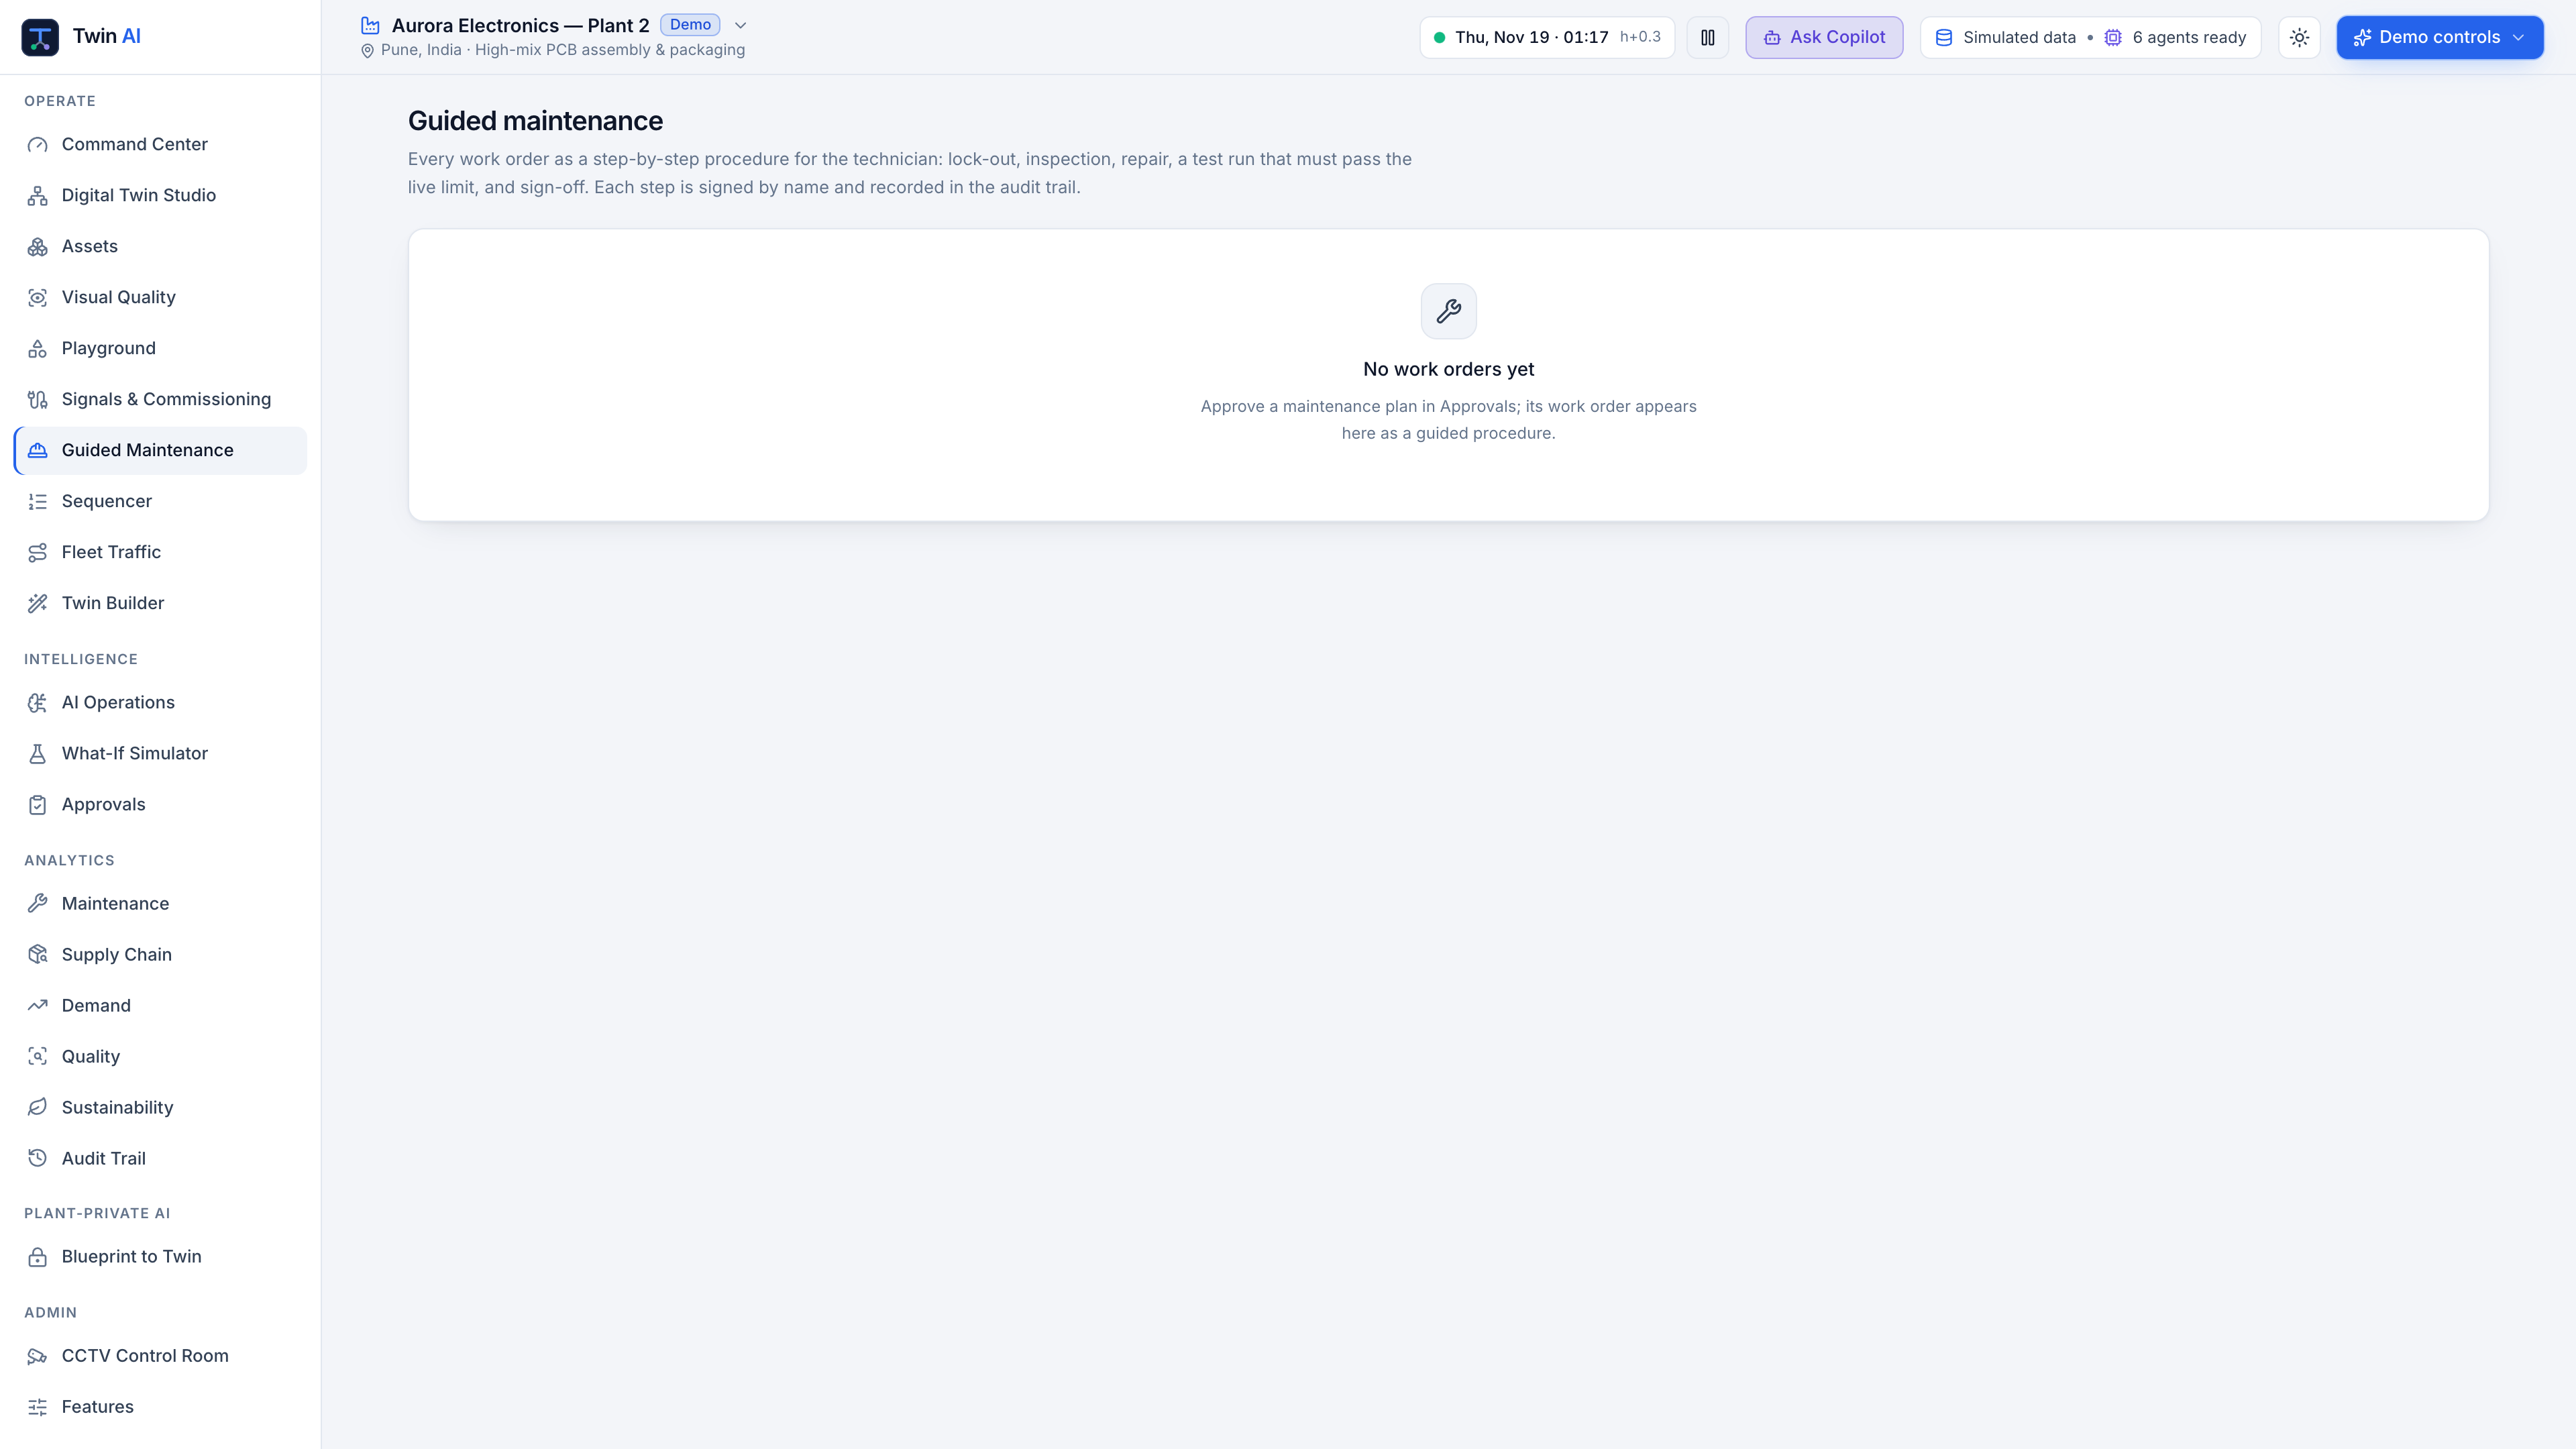 Twin AI
Aurora Electronics — Plant 2 Demo
Pune, India · High-mix PCB assembly & packaging
Thu, Nov 19 · 01:17 h+0.3
Ask Copilot
Simulated data • 6 agents ready
Demo controls
OPERATE
Command Center
Digital Twin Studio
Assets
Visual Quality
Playground
Signals & Commissioning
Guided Maintenance
Sequencer
Fleet Traffic
Twin Builder
INTELLIGENCE
AI Operations
What-If Simulator
Approvals
ANALYTICS
Maintenance
Supply Chain
Demand
Quality
Sustainability
Audit Trail
PLANT-PRIVATE AI
Blueprint to Twin
ADMIN
CCTV Control Room
Features
Guided maintenance
Every work order as a step-by-step procedure for the technician: lock-out, inspection, repair, a test run that must pass the
live limit, and sign-off. Each step is signed by name and recorded in the audit trail.
No work orders yet
Approve a maintenance plan in Approvals; its work order appears
here as a guided procedure.